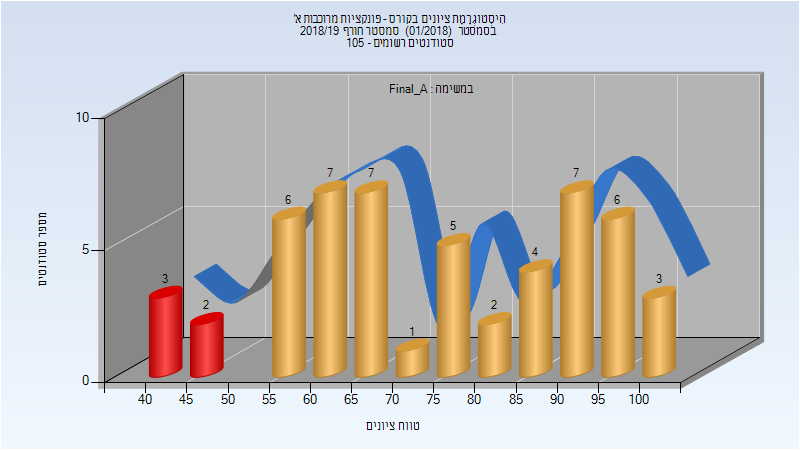 הִיסְטוֹגְרָמַת ציונים בקורס - פונקציות מרוכבות א'
בסמסטר (01/2018) סמסטר חורף 2018/19
סטודנטים רשומים - 105
במשימה : Final_A
מספר סטודנטים
10
5
0
3
2
6
7
7
1
5
2
4
7
6
3
40 45 50 55 60 65 70 75 80 85 90 95 100
טווח ציונים